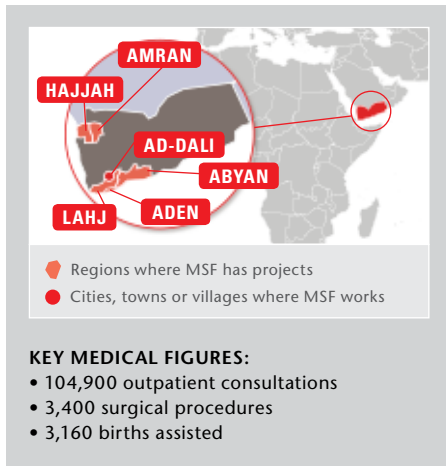 AMRAN
HAJJAH
AD-DALI
ABYAN
LAHJ
ADEN
Regions where MSF has projects
Cities, towns or villages where MSF works
KEY MEDICAL FIGURES:
• 104,900 outpatient consultations
• 3,400 surgical procedures
• 3,160 births assisted